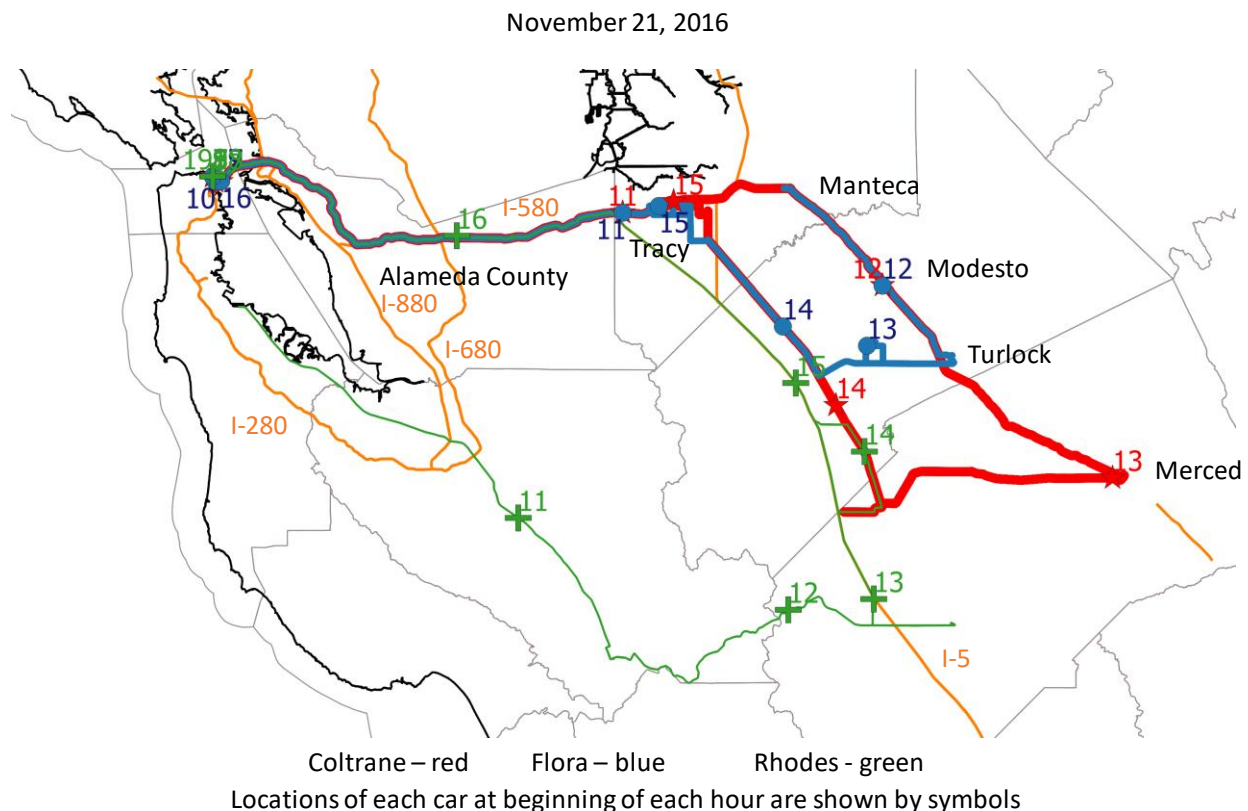 November 21, 2016
Manteca
15
11
I-580
16
11
15
Tracy
10
16
Alameda County
12 12
Modesto
I-880
14
13
I-680
Turlock
15
14
I-280
14
13
Merced
11
12
13
I-5
Coltrane – red Flora – blue Rhodes - green
Locations of each car at beginning of each hour are shown by symbols